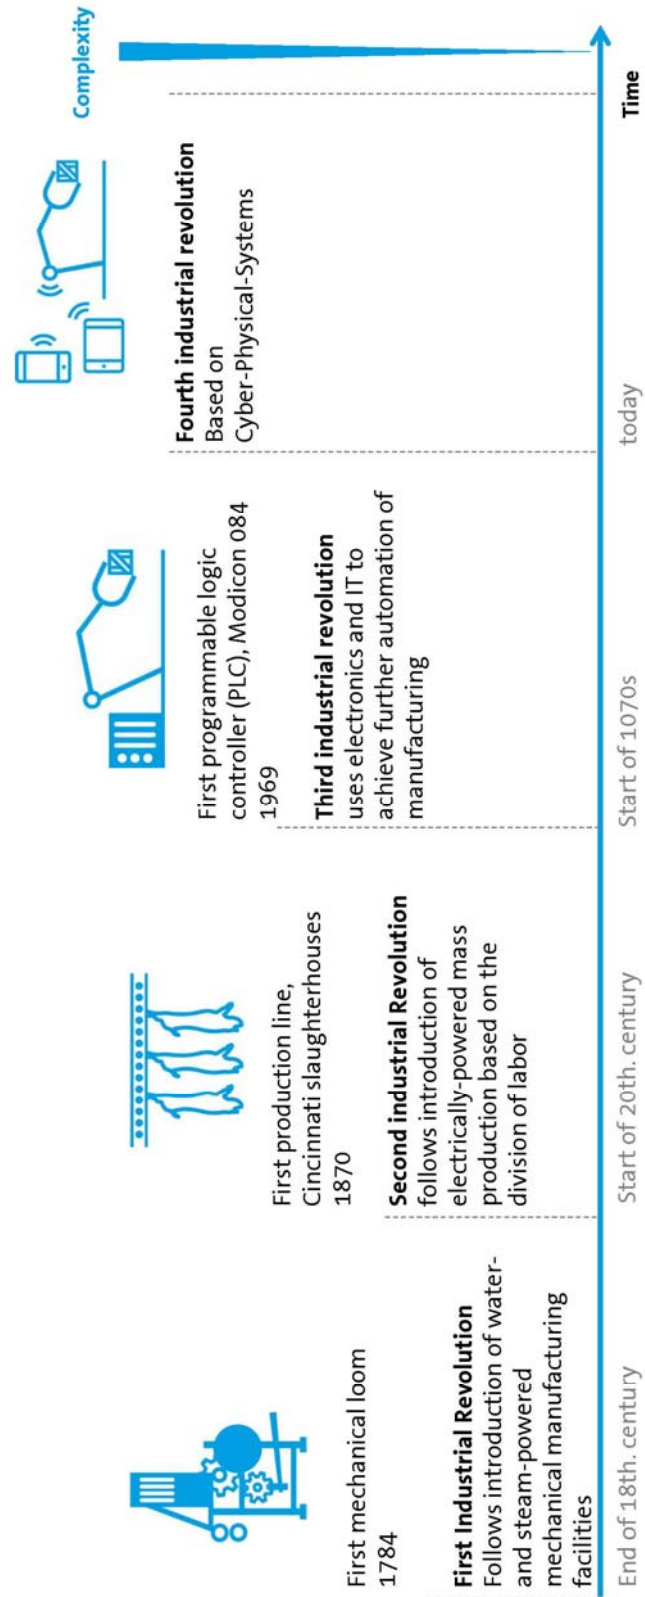 Complexity
First mechanical loom
1784
First Industrial Revolution
Follows introduction of water-
and steam-powered
mechanical manufacturing
facilities
End of 18th. century
First production line,
Cincinnati slaughterhouses
1870
Second industrial Revolution
follows introduction of
electrically-powered mass
production based on the
division of labor
Start of 20th. century
First programmable logic
controller (PLC), Modicon 084
1969
Third industrial revolution
uses electronics and IT to
achieve further automation of
manufacturing
Start of 1070s
Fourth industrial revolution
Based on
Cyber-Physical-Systems
today
Time